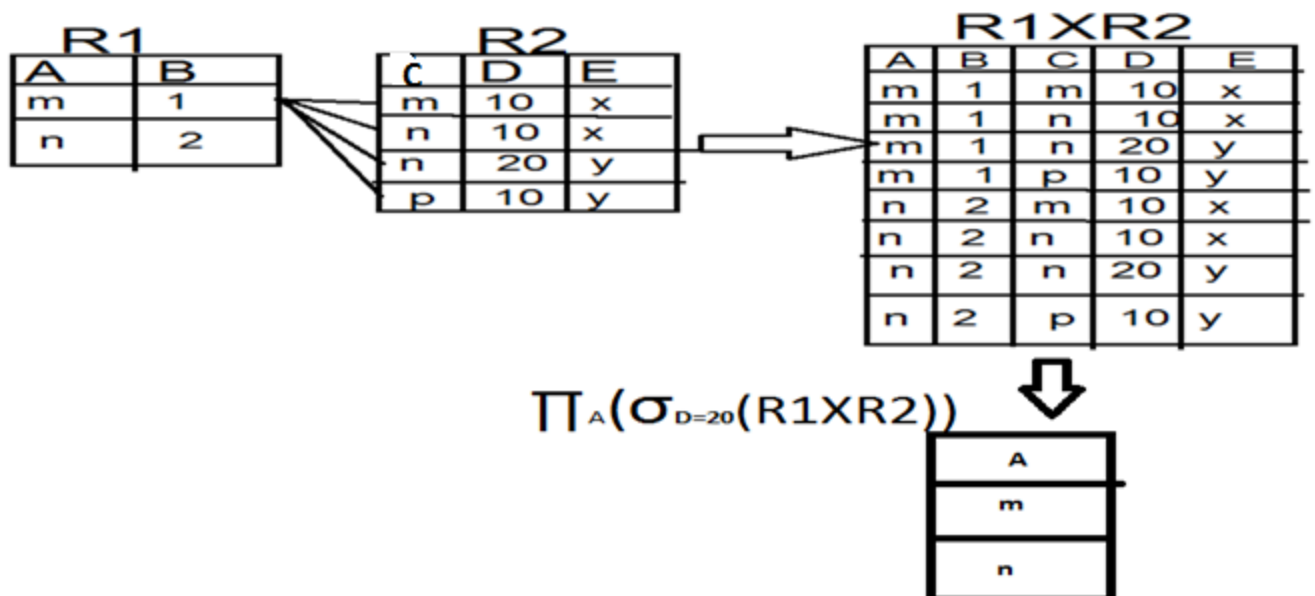 R1
A B
m 1
n 2
R2
C D E
m 10 x
n 10 x
n 20 y
p 10 y
R1XR2
A B C D E
m 1 m 10 x
m 1 n 10 x
m 1 n 20 y
m 1 p 10 y
n 2 m 10 x
n 2 n 10 x
n 2 n 20 y
n 2 p 10 y
∏A(σD=20(R1XR2))
A
m
n